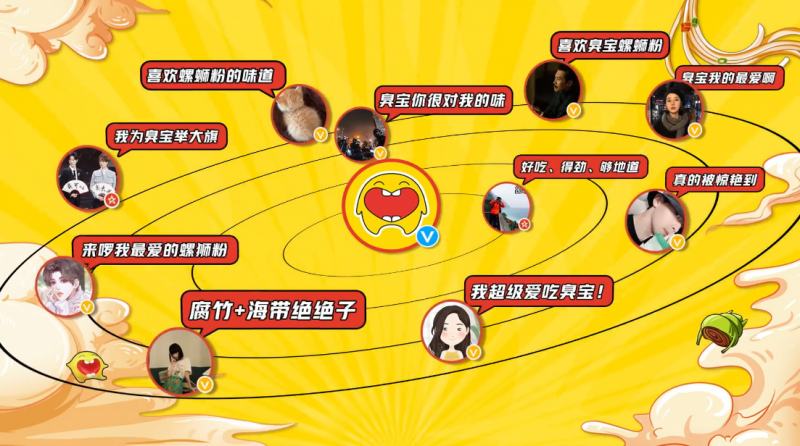 喜欢臭宝螺蛳粉
喜欢螺蛳粉的味道
臭宝我的最爱啊
臭宝你很对我的味
我为臭宝举大旗
好吃、得劲、够地道
真的被惊艳到
来啰我最爱的螺狮粉
我超级爱吃臭宝！
腐竹+海带绝绝子